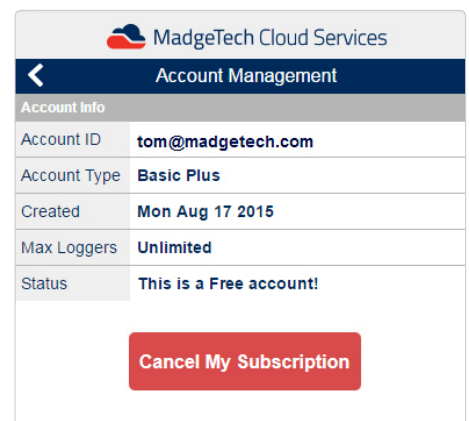 MadgeTech Cloud Services
Account Management
Account Info
Account ID tom@madgetech.com
Account Type Basic Plus
Created Mon Aug 17 2015
Max Loggers Unlimited
Status This is a Free account!
Cancel My Subscription